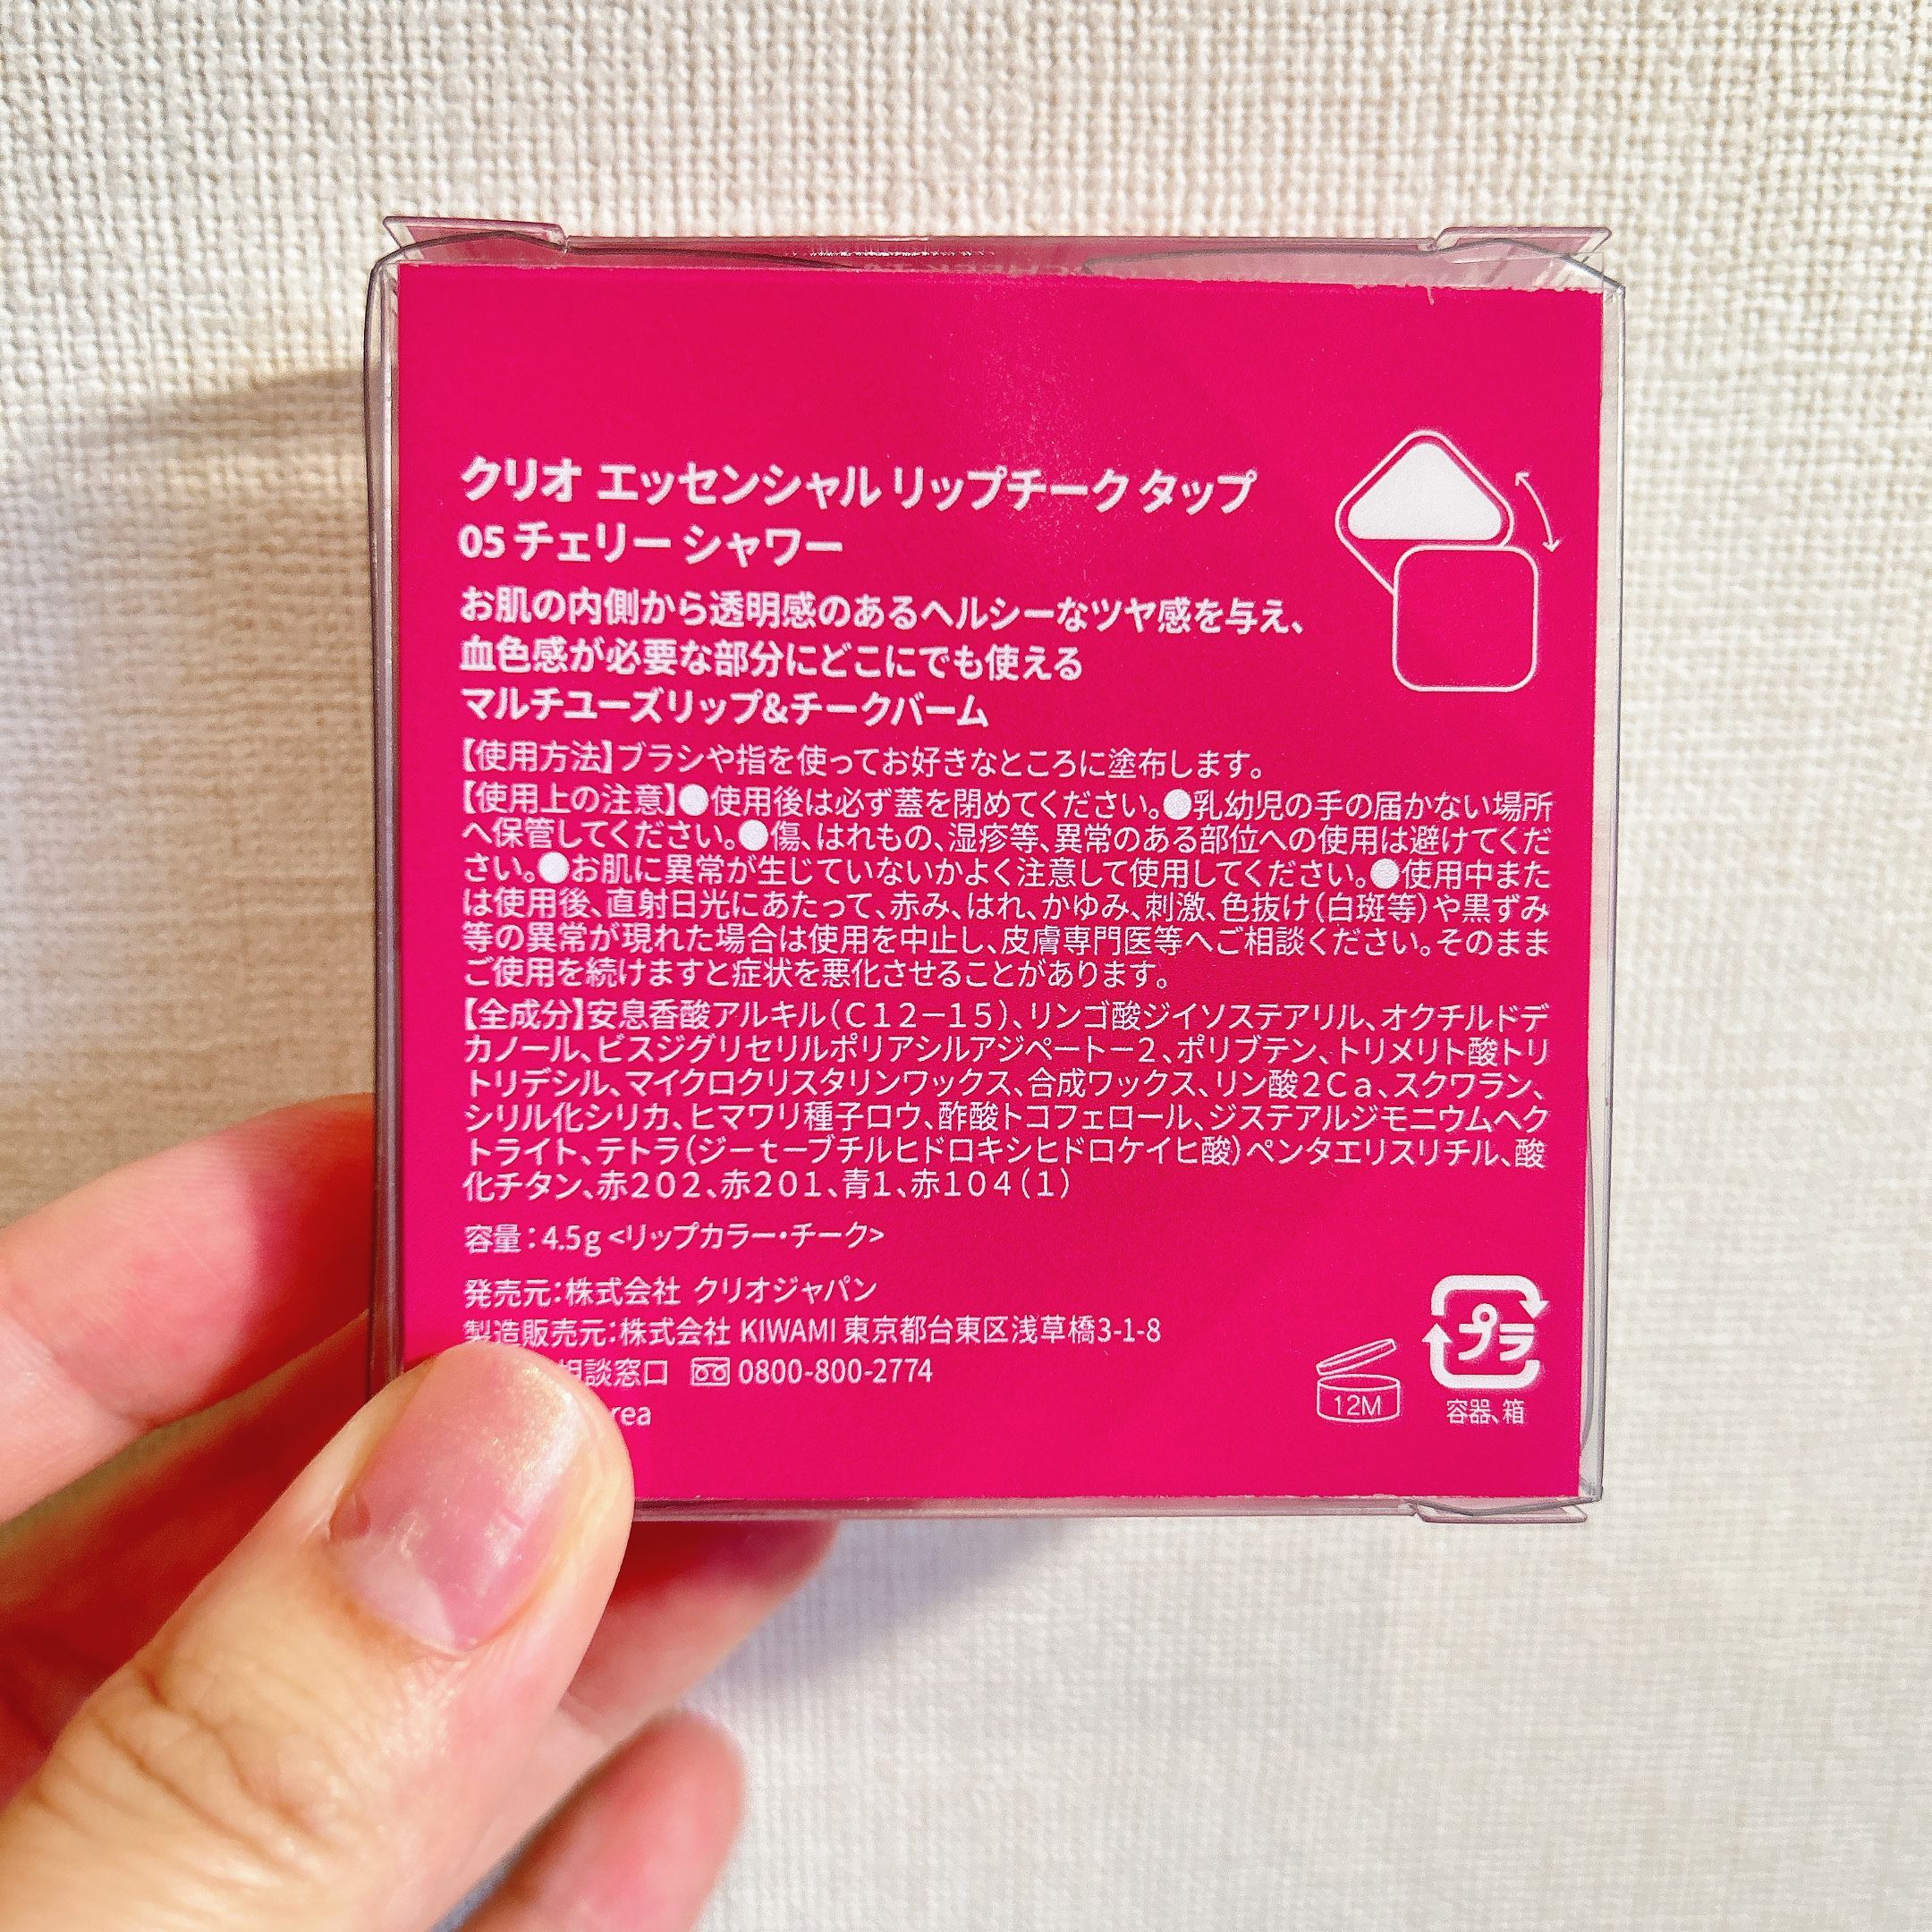 クリオ エッセンシャル リップチーク タップ
05 チェリー シャワー
お肌の内側から透明感のあるヘルシーなツヤ感を与え、
血色感が必要な部分にどこにでも使える
マルチユーズリップ&チークバーム
【使用方法】ブラシや指を使ってお好きなところに塗布します。
【使用上の注意】●使用後は必ず蓋を閉めてください。●乳幼児の手の届かない場所
へ保管してください。●傷、はれもの、湿疹等、異常のある部位への使用は避けてくだ
さい。●お肌に異常が生じていないかよく注意して使用してください。●使用中また
は使用後、直射日光にあたって、赤み、はれ、かゆみ、刺激、色抜け（白斑等）や黒ずみ
等の異常が現れた場合は使用を中止し、皮膚専門医等へご相談ください。そのまま
ご使用を続けますと症状を悪化させることがあります。
【全成分】安息香酸アルキル（Ｃ１２－１５）、リンゴ酸ジイソステアリル、オクチルドデ
カノール、ビスジグリセリルポリアシルアジペート－２、ポリブテン、トリメリト酸トリ
トリデシル、マイクロクリスタリンワックス、合成ワックス、リン酸２Ｃａ、スクワラン、
シリル化シリカ、ヒマワリ種子ロウ、酢酸トコフェロール、ジステアルジモニウムヘク
トライト、テトラ（ジ－ｔ－ブチルヒドロキシヒドロケイヒ酸）ペンタエリスリチル、酸
化チタン、赤２０２、赤２０１、青１、赤１０４（１）
容量：4.5g <リップカラー・チーク>
発売元：株式会社 クリオジャパン
製造販売元：株式会社 KIWAMI 東京都台東区浅草橋3-1-8
相談窓口 0800-800-2774
rea
12M
プラ
容器、箱